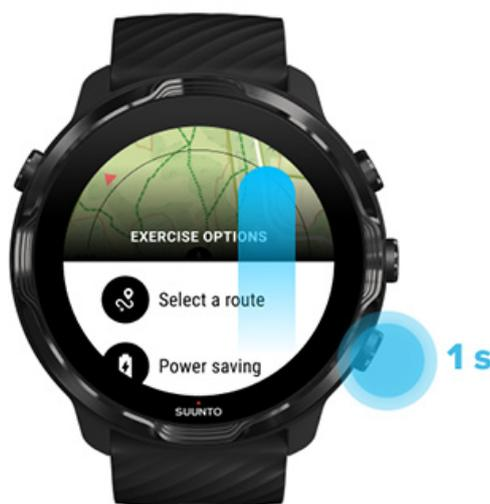 EXERCISE OPTIONS
Select a route
Power saving
SUUNTO
1 s